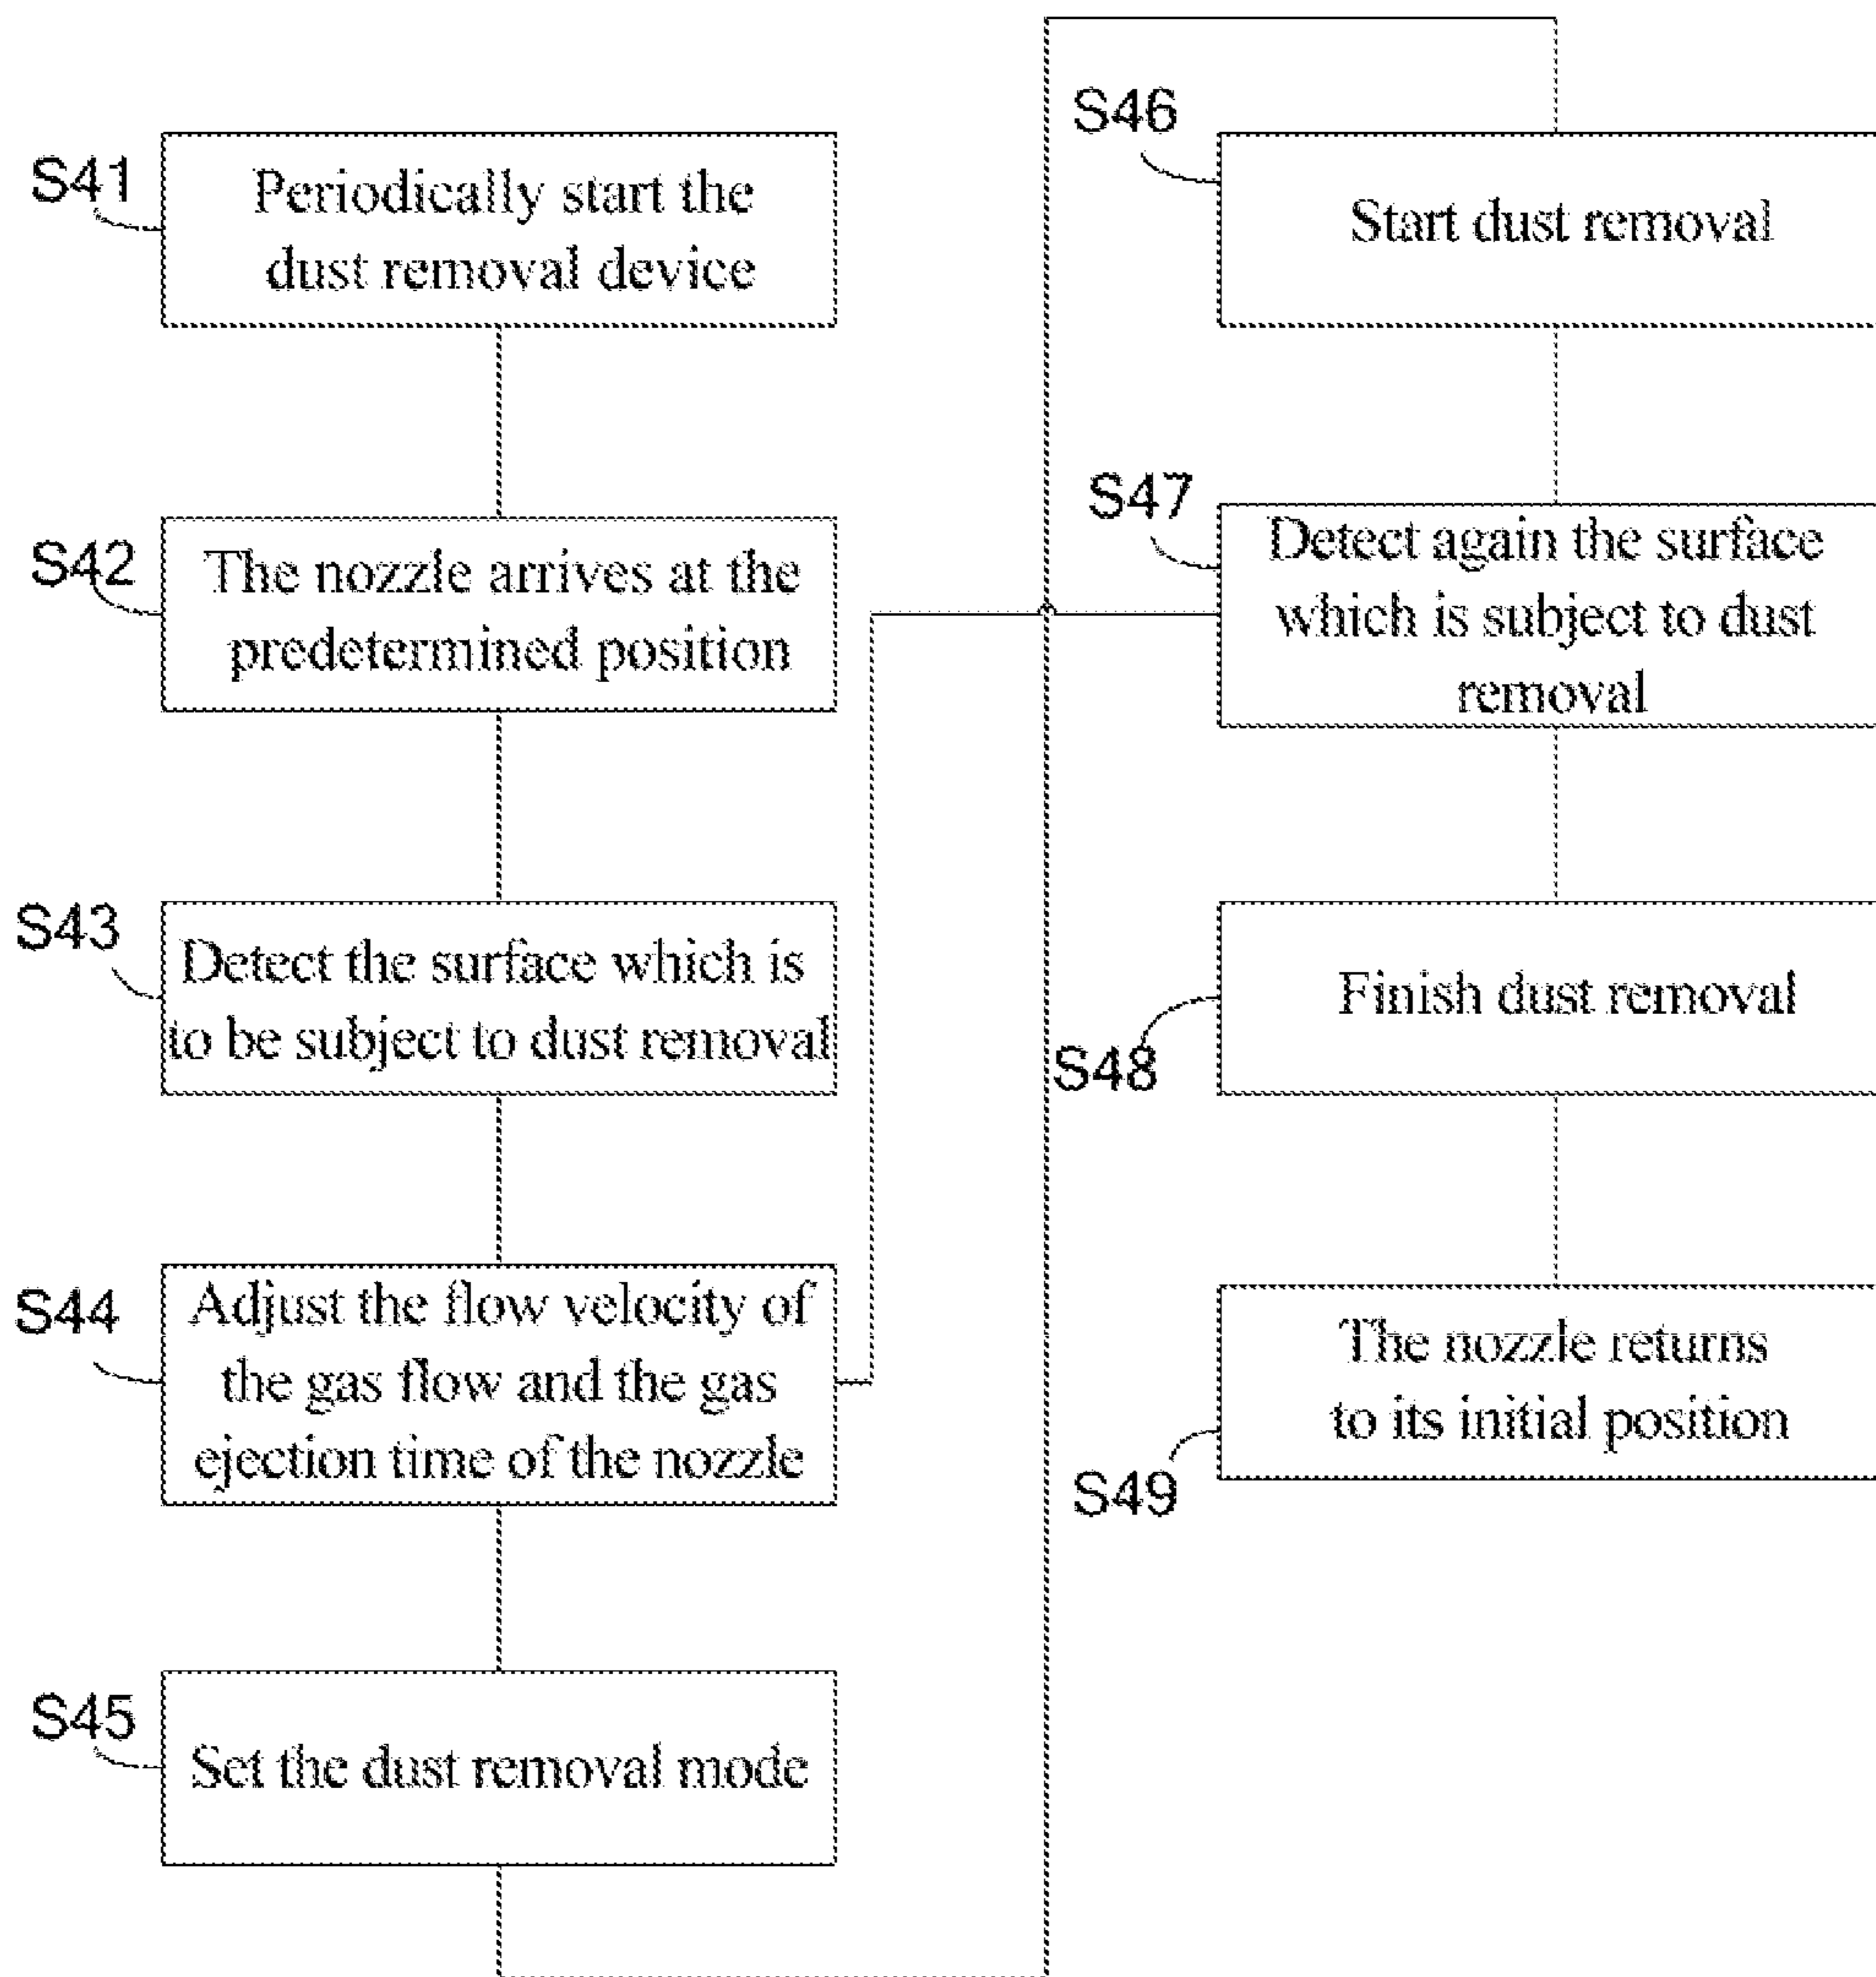 S41
Periodically start the
dust removal device
S42
The nozzle arrives at the
predetermined position
S43
Detect the surface which is
to be subject to dust removal
S44
Adjust the flow velocity of
the gas flow and the gas
ejection time of the nozzle
S45
Set the dust removal mode
S46
Start dust removal
S47
Detect again the surface
which is subject to dust
removal
S48
Finish dust removal
S49
The nozzle returns
to its initial position